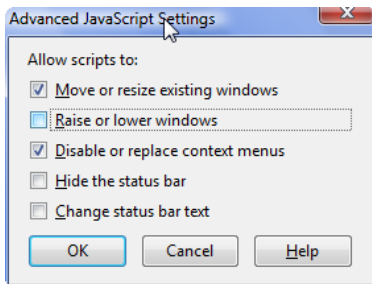 Advanced JavaScript Settings
Allow scripts to:
Move or resize existing windows
Raise or lower windows
Disable or replace context menus
Hide the status bar
Change status bar text
OK Cancel Help